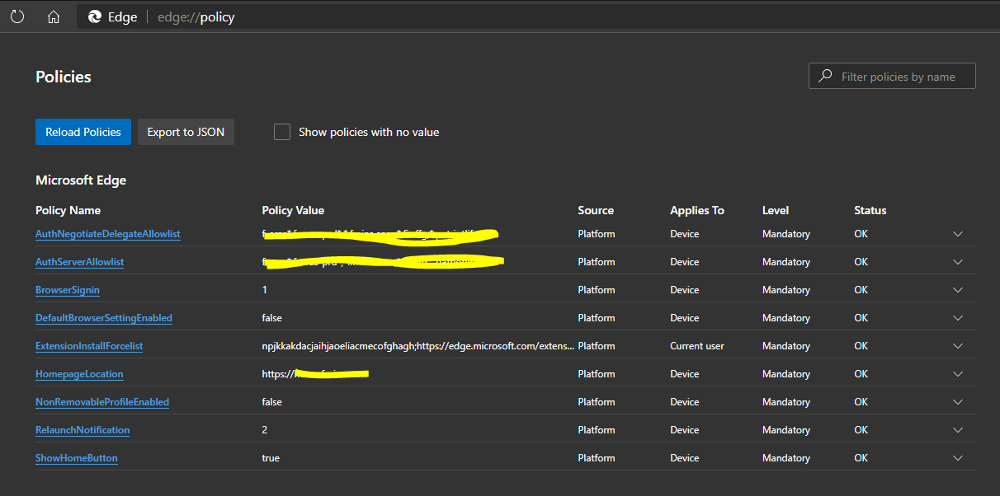 Edge edge://policy
Policies
Filter policies by name
Reload Policies Export to JSON Show policies with no value
Microsoft Edge
Policy Name Policy Value Source Applies To Level Status
AuthNegotiateDelegateAllowlist Platform Device Mandatory OK
AuthServerAllowlist Platform Device Mandatory OK
BrowserSignin 1 Platform Device Mandatory OK
DefaultBrowserSettingEnabled false Platform Device Mandatory OK
ExtensionInstallForcelist npjkkakdacjaihjaoeliacmecofghagh;https://edge.microsoft.com/extens... Platform Current user Mandatory OK
HomepageLocation https:// Platform Device Mandatory OK
NonRemovableProfileEnabled false Platform Device Mandatory OK
RelaunchNotification 2 Platform Device Mandatory OK
ShowHomeButton true Platform Device Mandatory OK